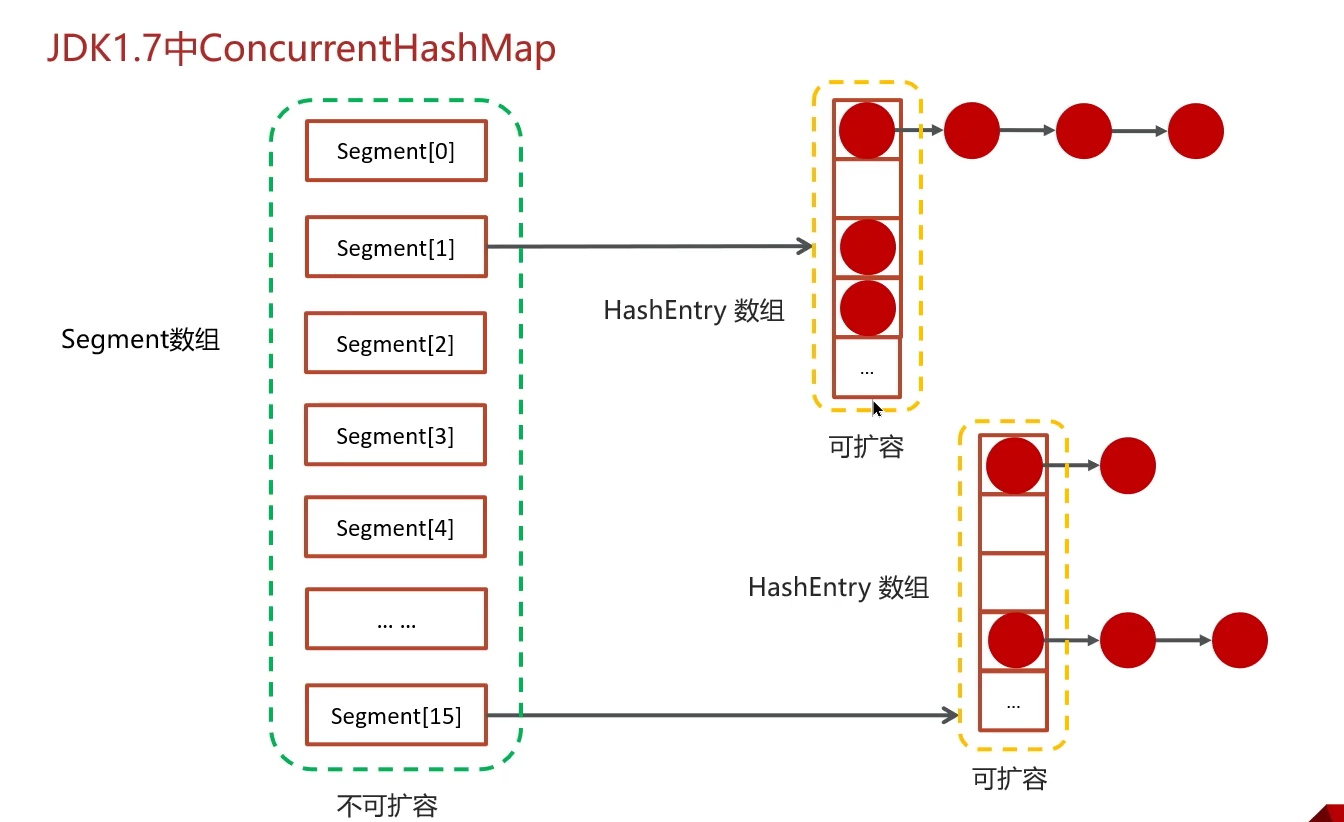 JDK1.7中ConcurrentHashMap
Segment数组
Segment[0]
Segment[1]
Segment[2]
Segment[3]
Segment[4]
... ...
Segment[15]
不可扩容
HashEntry 数组
...
可扩容
HashEntry 数组
...
可扩容